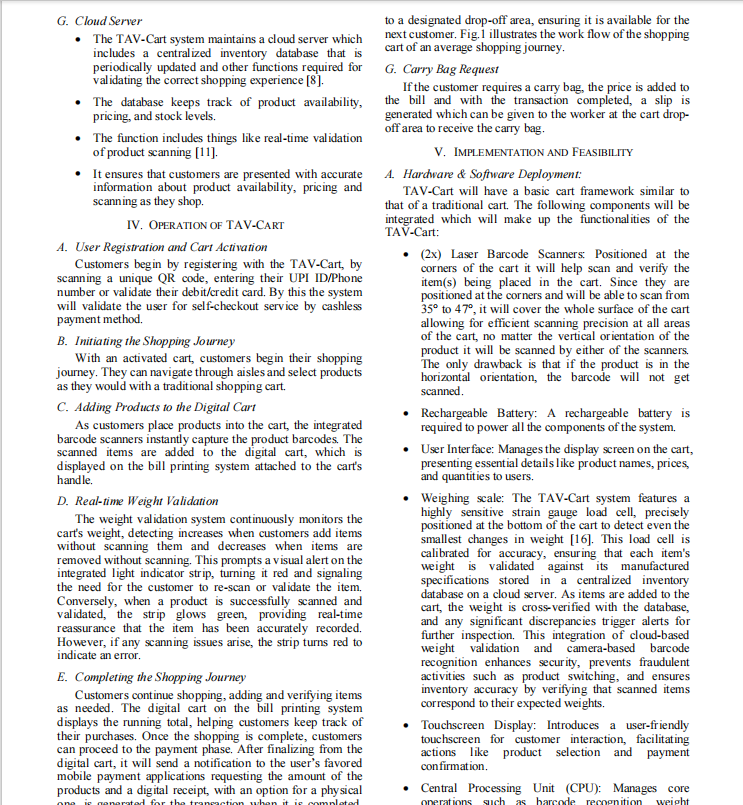 G. Cloud Server
• The TAV-Cart system maintains a cloud server which
includes a centralized inventory database that is
periodically updated and other functions required for
validating the correct shopping experience [8].
• The database keeps track of product availability,
pricing, and stock levels.
• The function includes things like real-time validation
of product scanning [11].
• It ensures that customers are presented with accurate
information about product availability, pricing and
scanning as they shop.
IV. OPERATION OF TAV-CART
A. User Registration and Cart Activation
Customers begin by registering with the TAV-Cart, by
scanning a unique QR code, entering their UPI ID/Phone
number or validate their debit/credit card. By this the system
will validate the user for self-checkout service by cashless
payment method.
B. Initiating the Shopping Journey
With an activated cart, customers begin their shopping
journey. They can navigate through aisles and select products
as they would with a traditional shopping cart.
C. Adding Products to the Digital Cart
As customers place products into the cart, the integrated
barcode scanners instantly capture the product barcodes. The
scanned items are added to the digital cart, which is
displayed on the bill printing system attached to the cart's
handle.
D. Real-time Weight Validation
The weight validation system continuously monitors the
cart's weight, detecting increases when customers add items
without scanning them and decreases when items are
removed without scanning. This prompts a visual alert on the
integrated light indicator strip, turning it red and signaling
the need for the customer to re-scan or validate the item.
Conversely, when a product is successfully scanned and
validated, the strip glows green, providing real-time
reassurance that the item has been accurately recorded.
However, if any scanning issues arise, the strip turns red to
indicate an error.
E. Completing the Shopping Journey
Customers continue shopping, adding and verifying items
as needed. The digital cart on the bill printing system
displays the running total, helping customers keep track of
their purchases. Once the shopping is complete, customers
can proceed to the payment phase. After finalizing from the
digital cart, it will send a notification to the user’s favored
mobile payment applications requesting the amount of the
products and a digital receipt, with an option for a physical
one, is generated for the transaction when it is completed.
to a designated drop-off area, ensuring it is available for the
next customer. Fig.1 illustrates the work flow of the shopping
cart of an average shopping journey.
G. Carry Bag Request
If the customer requires a carry bag, the price is added to
the bill and with the transaction completed, a slip is
generated which can be given to the worker at the cart drop-
off area to receive the carry bag.
V. IMPLEMENTATION AND FEASIBILITY
A. Hardware & Software Deployment:
TAV-Cart will have a basic cart framework similar to
that of a traditional cart. The following components will be
integrated which will make up the functionalities of the
TAV-Cart:
• (2x) Laser Barcode Scanners: Positioned at the
corners of the cart it will help scan and verify the
item(s) being placed in the cart. Since they are
positioned at the corners and will be able to scan from
35° to 47°, it will cover the whole surface of the cart
allowing for efficient scanning precision at all areas
of the cart, no matter the vertical orientation of the
product it will be scanned by either of the scanners.
The only drawback is that if the product is in the
horizontal orientation, the barcode will not get
scanned.
• Rechargeable Battery: A rechargeable battery is
required to power all the components of the system.
• User Interface: Manages the display screen on the cart,
presenting essential details like product names, prices,
and quantities to users.
• Weighing scale: The TAV-Cart system features a
highly sensitive strain gauge load cell, precisely
positioned at the bottom of the cart to detect even the
smallest changes in weight [16]. This load cell is
calibrated for accuracy, ensuring that each item's
weight is validated against its manufactured
specifications stored in a centralized inventory
database on a cloud server. As items are added to the
cart, the weight is cross-verified with the database,
and any significant discrepancies trigger alerts for
further inspection. This integration of cloud-based
weight validation and camera-based barcode
recognition enhances security, prevents fraudulent
activities such as product switching, and ensures
inventory accuracy by verifying that scanned items
correspond to their expected weights.
• Touchscreen Display: Introduces a user-friendly
touchscreen for customer interaction, facilitating
actions like product selection and payment
confirmation.
• Central Processing Unit (CPU): Manages core
operations such as barcode recognition, weight